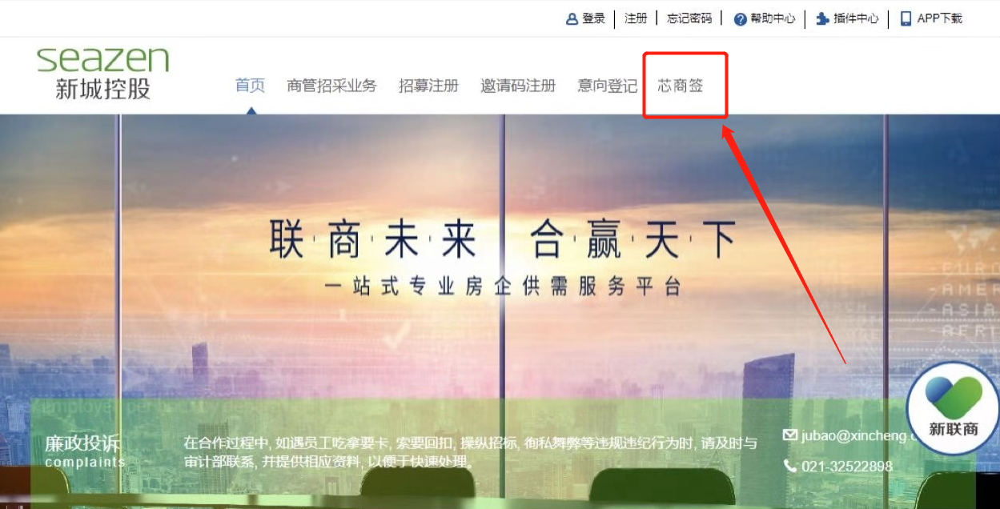 登录 注册 忘记密码 帮助中心 插件中心 APP下载
seazen
新城控股
首页 商管招采业务 招募注册 邀请码注册 意向登记 芯商签
联·商·未·来 合·赢·天·下
一站式专业房企供需服务平台
EURO
-AMER
-ASIA
-AFRI
新联商
廉政投诉
complaints
在合作过程中, 如遇员工吃拿要卡, 索要回扣, 操纵招标, 徇私舞弊等违规违纪行为时, 请及时与
审计部联系, 并提供相应资料, 以便于快速处理。
jubao@xincheng.c
021-32522898